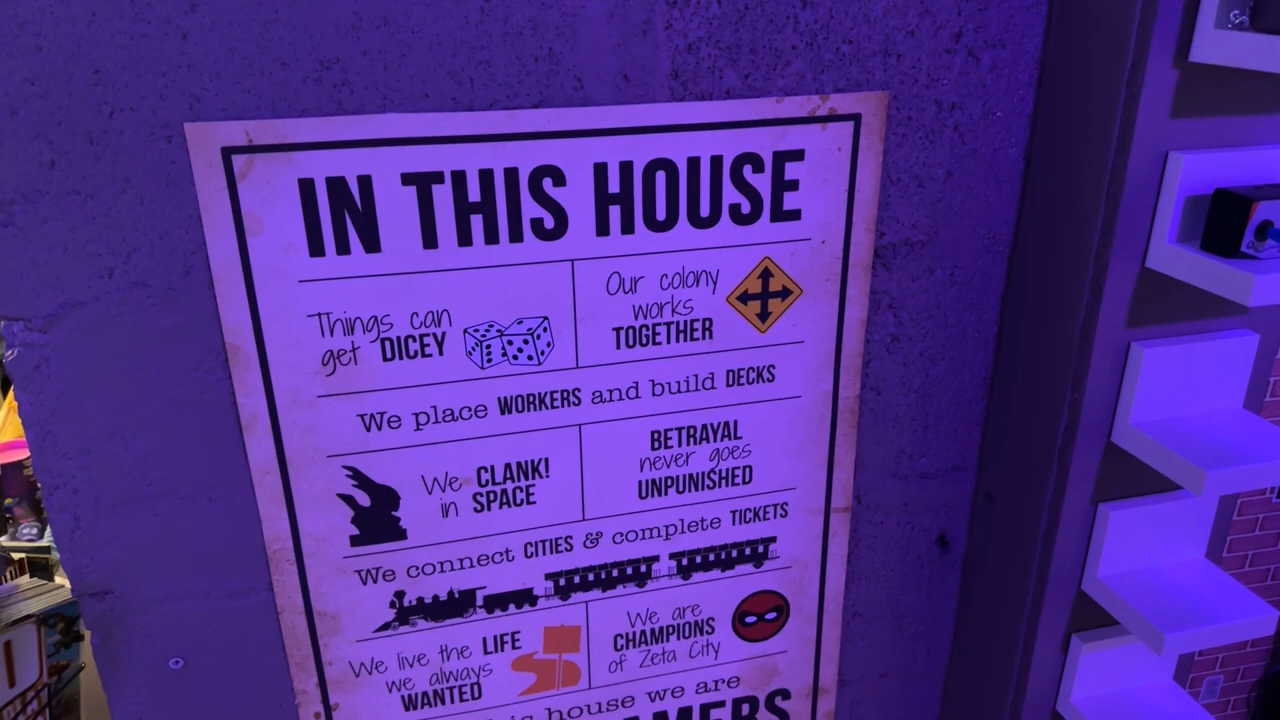 IN THIS HOUSE
Things can
get DICEY
Our colony
works
TOGETHER
We place WORKERS and build DECKS
We CLANK!
in SPACE
BETRAYAL
never goes
UNPUNISHED
We connect CITIES & complete TICKETS
We live the LIFE
we always
WANTED
We are
CHAMPIONS
of Zeta City
house we are